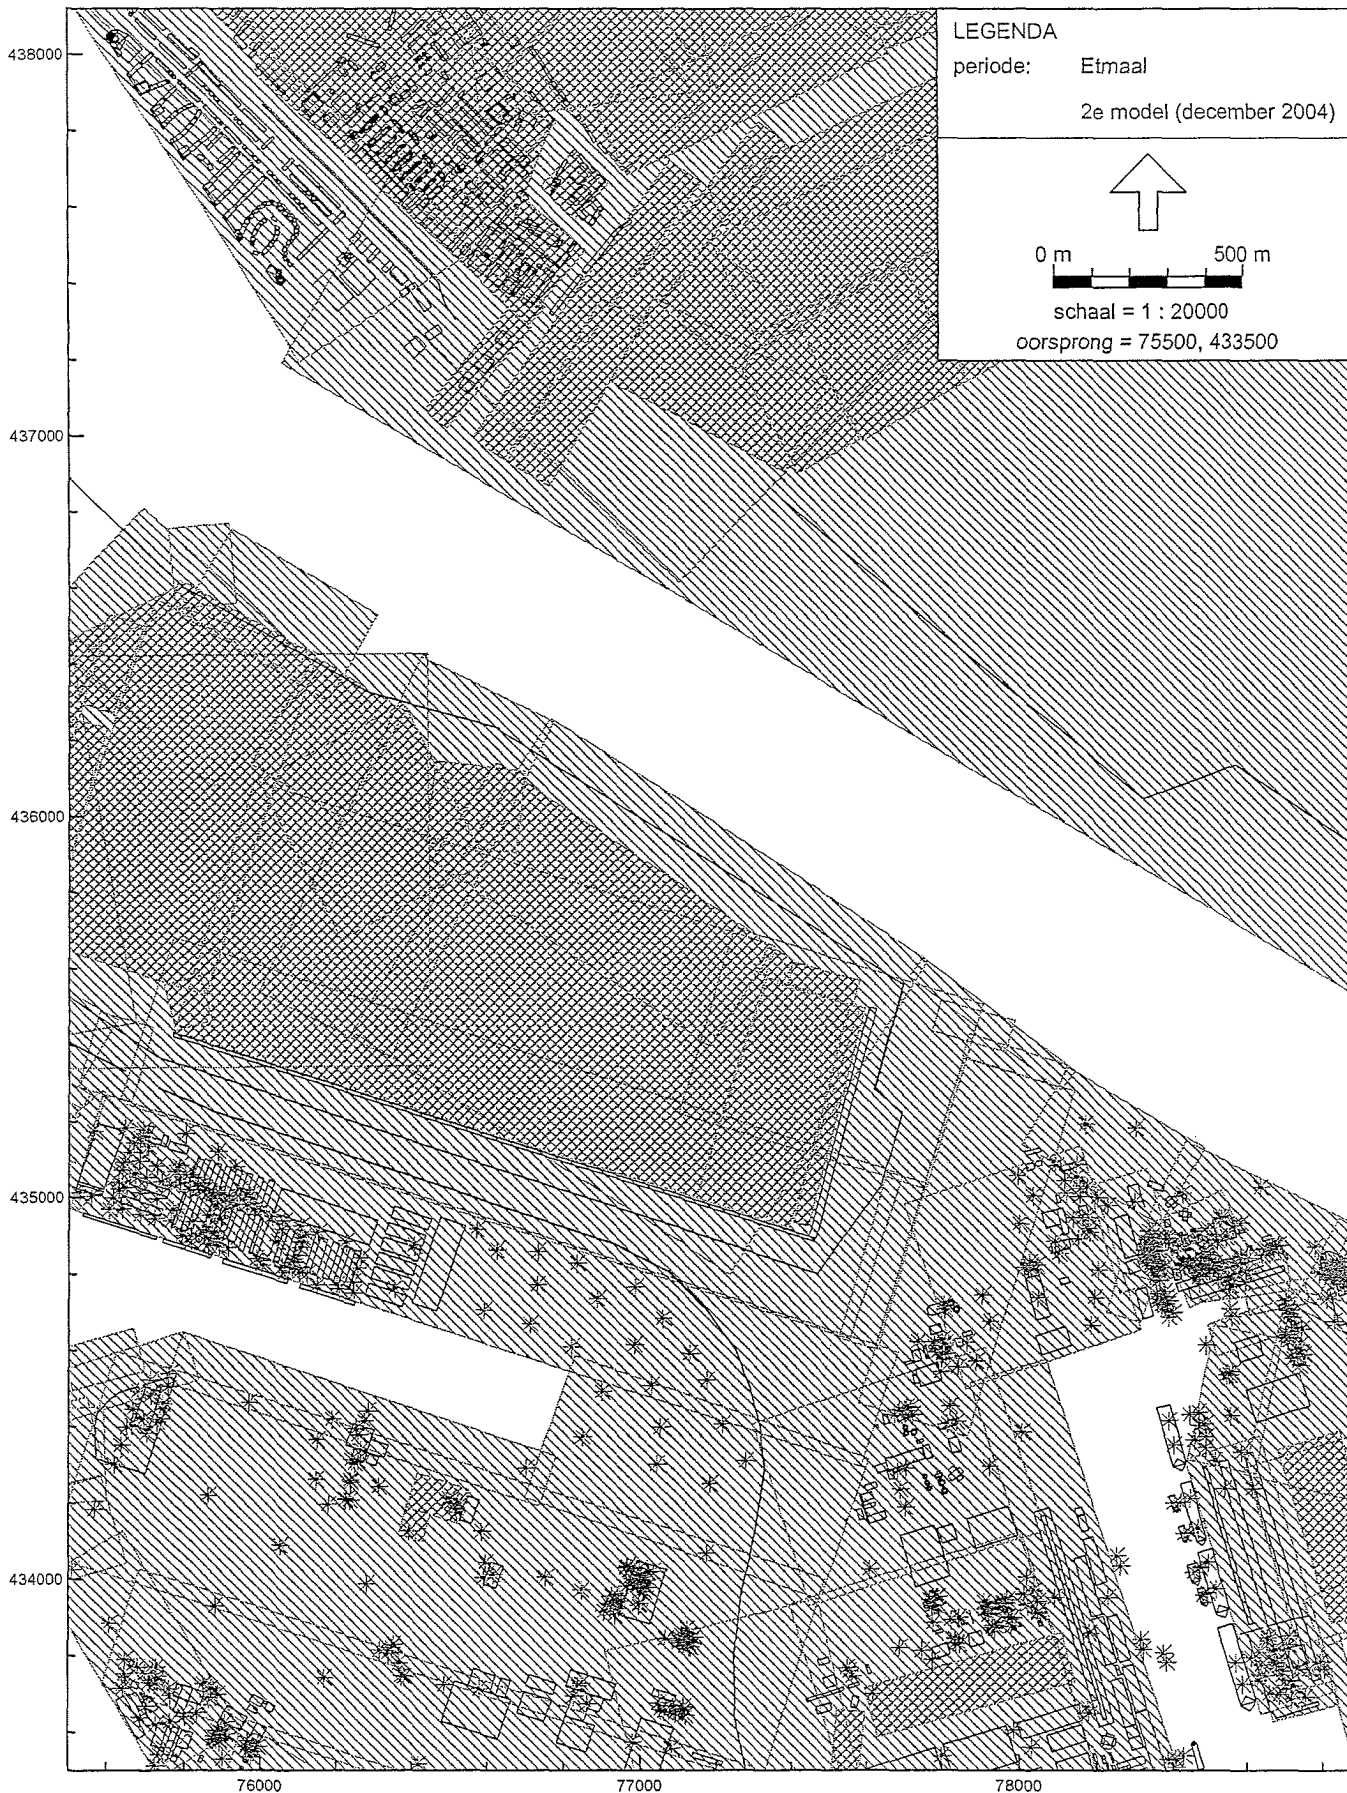 LEGENDA
periode: Etmaal
2e model (december 2004)
0 m 500 m
schaal = 1 : 20000
oorsprong = 75500, 433500
438000
437000
436000
435000
434000
76000 77000 78000